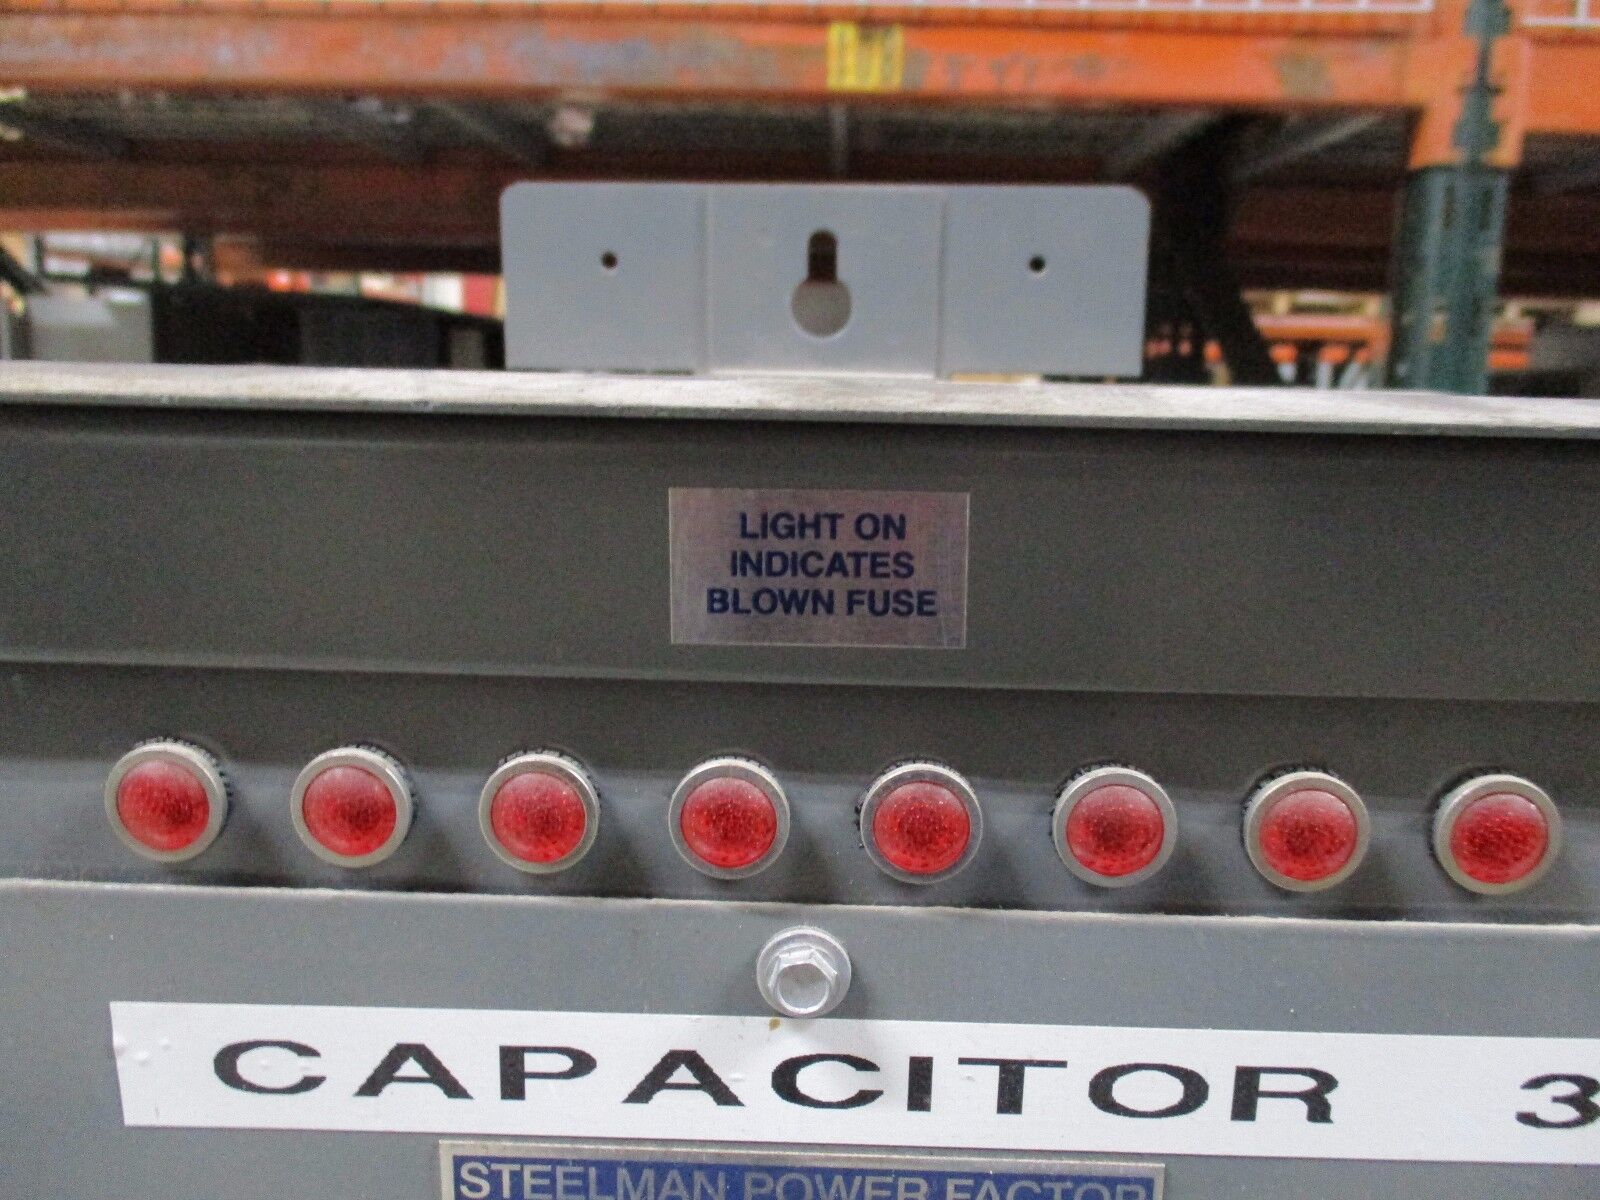 LIGHT ON
INDICATES
BLOWN FUSE
CAPACITOR 3
STEELMAN POWER FACTOR